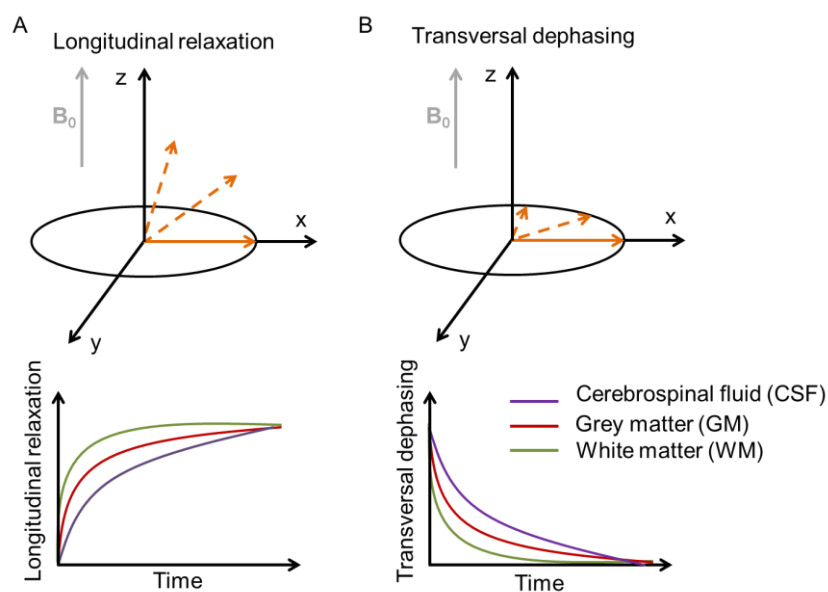 A
Longitudinal relaxation
z
B₀
x
y
Longitudinal relaxation
Time
B
Transversal dephasing
z
B₀
x
y
Transversal dephasing
Cerebrospinal fluid (CSF)
Grey matter (GM)
White matter (WM)
Time